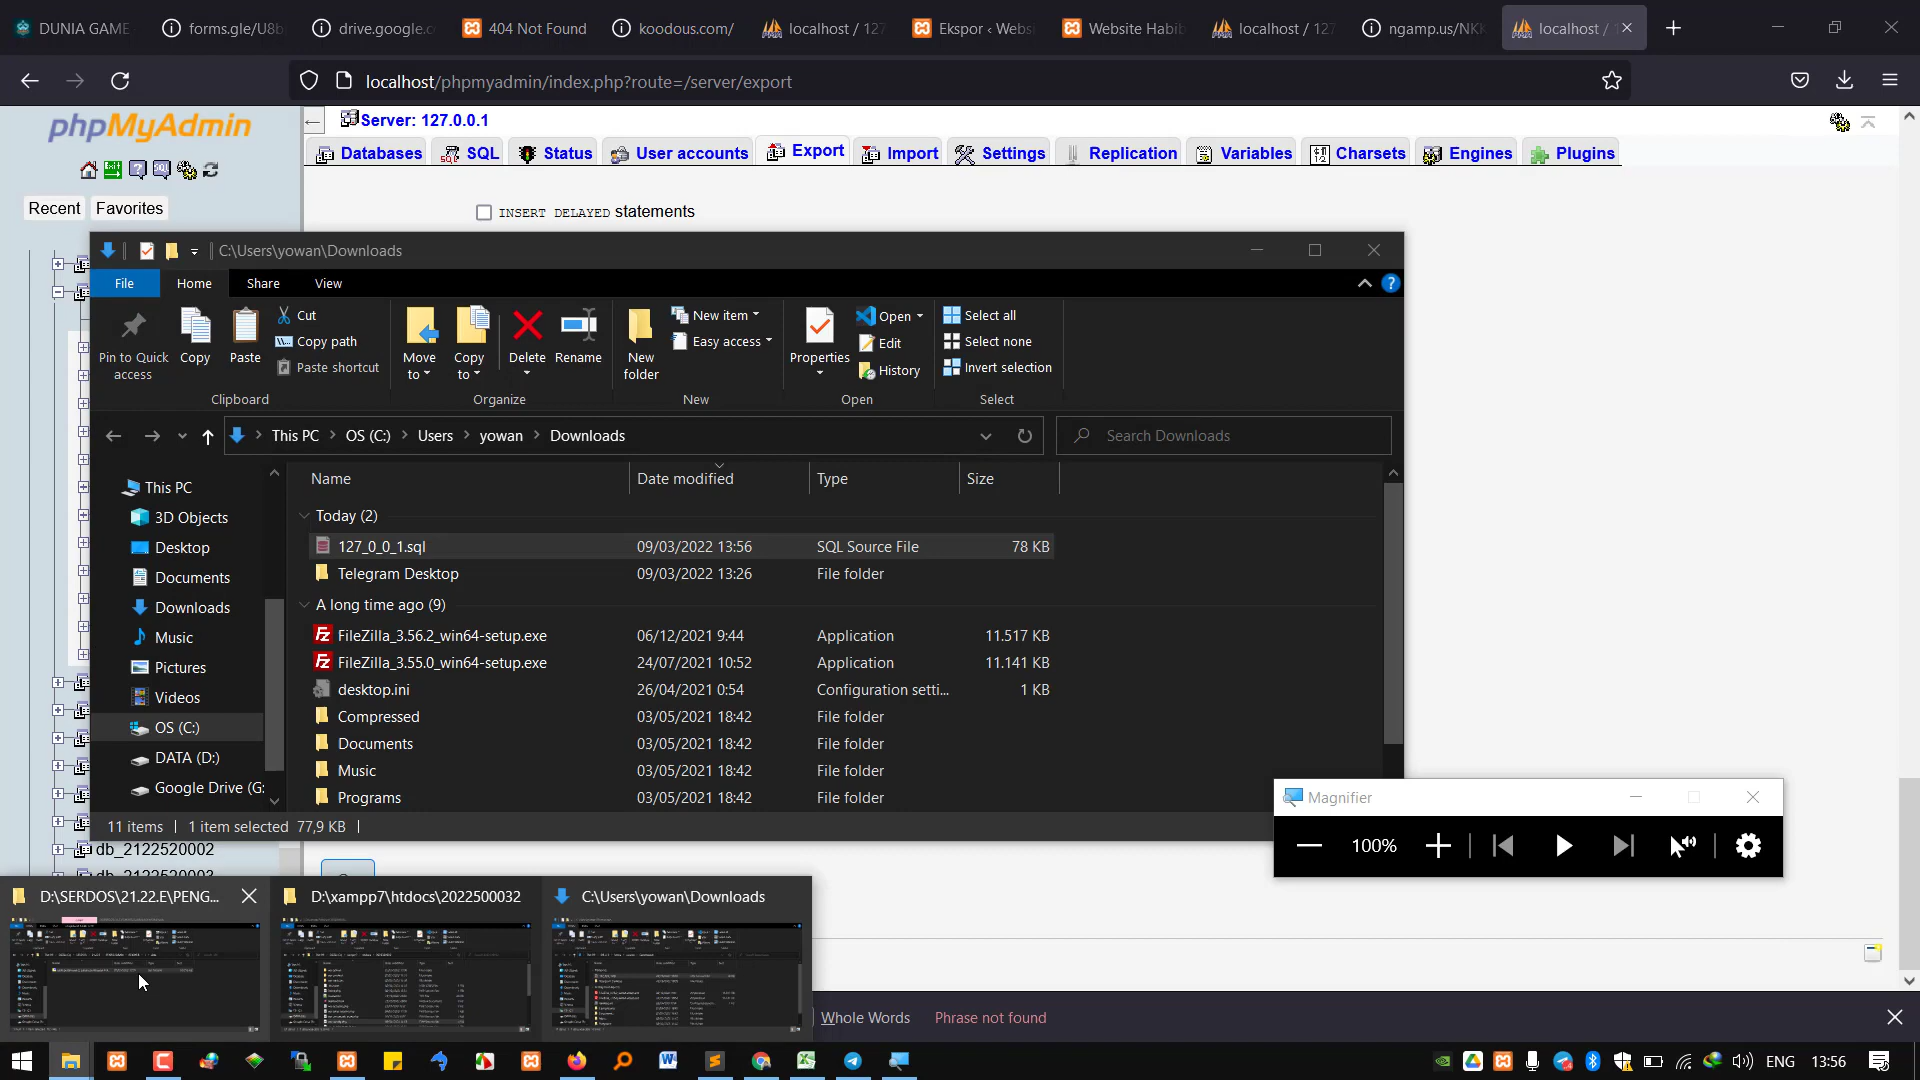 DUNIA GAME
forms.gle/U8b
drive.google.c
404 Not Found
koodous.com/
localhost / 127
Ekspor ‹ Webs
Website Habib
localhost / 127
ngamp.us/NKK
localhost / 1
localhost/phpmyadmin/index.php?route=/server/export
phpMyAdmin
Server: 127.0.0.1
Databases
SQL
Status
User accounts
Export
Import
Settings
Replication
Variables
Charsets
Engines
Plugins
Recent
Favorites
INSERT DELAYED statements
C:\Users\yowan\Downloads
File
Home
Share
View
Pin to Quick access
Copy
Paste
Cut
Copy path
Paste shortcut
Move to
Copy to
Delete
Rename
New folder
New item
Easy access
Properties
Open
Edit
History
Select all
Select none
Invert selection
Clipboard
Organize
New
Open
Select
This PC
OS (C:)
Users
yowan
Downloads
Search Downloads
This PC
3D Objects
Desktop
Documents
Downloads
Music
Pictures
Videos
OS (C:)
DATA (D:)
Google Drive (G:
Name Date modified Type Size
Today (2)
127_0_0_1.sql 09/03/2022 13:56 SQL Source File 78 KB
Telegram Desktop 09/03/2022 13:26 File folder
A long time ago (9)
FileZilla_3.56.2_win64-setup.exe 06/12/2021 9:44 Application 11.517 KB
FileZilla_3.55.0_win64-setup.exe 24/07/2021 10:52 Application 11.141 KB
desktop.ini 26/04/2021 0:54 Configuration setti... 1 KB
Compressed 03/05/2021 18:42 File folder
Documents 03/05/2021 18:42 File folder
Music 03/05/2021 18:42 File folder
Programs 03/05/2021 18:42 File folder
11 items 1 item selected 77,9 KB
db_2122520002
Magnifier
100%
D:\SERDOS\21.22.E\PENG...
D:\xampp7\htdocs\2022500032
C:\Users\yowan\Downloads
Whole Words
Phrase not found
ENG
13:56